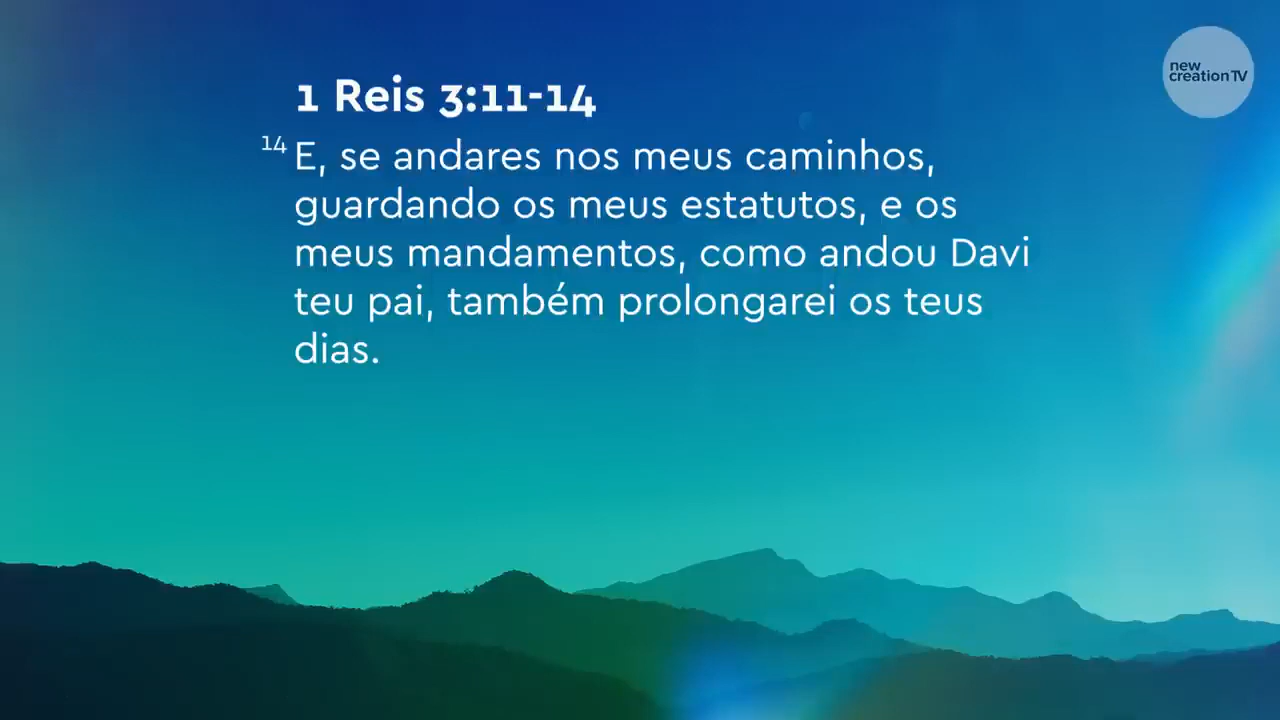 new
creation TV
1 Reis 3:11-14
14 E, se andares nos meus caminhos,
guardando os meus estatutos, e os
meus mandamentos, como andou Davi
teu pai, também prolongarei os teus
dias.